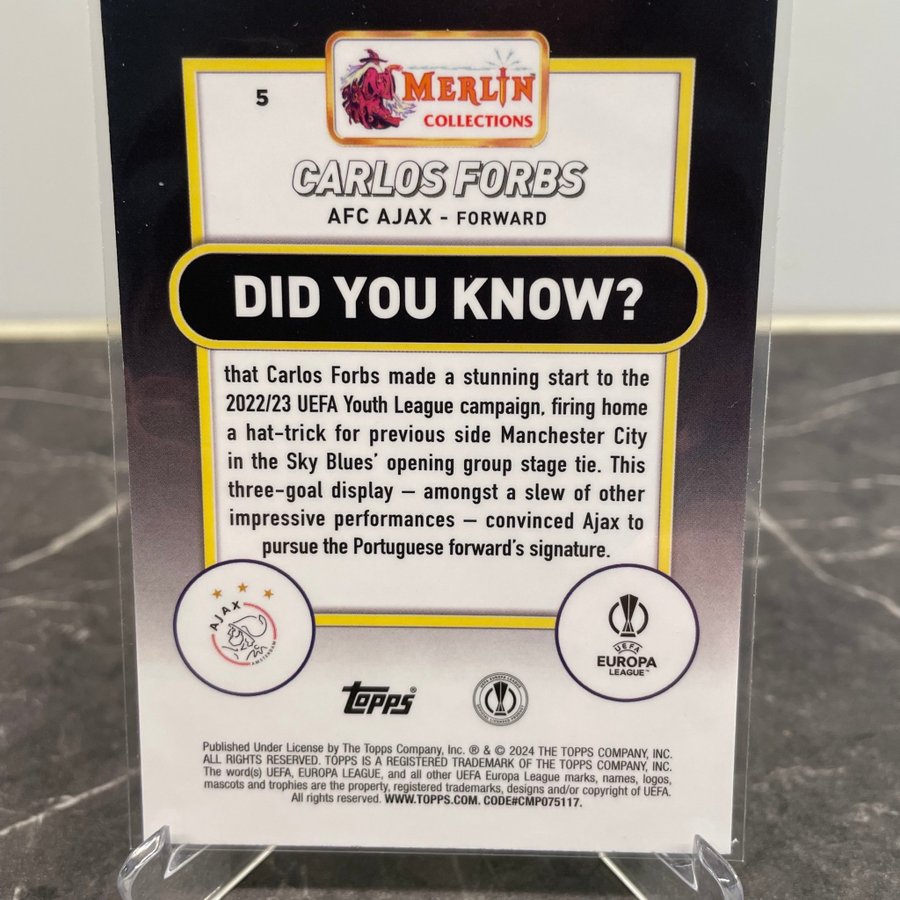 5
MERLIN
COLLECTIONS
CARLOS FORBS
AFC AJAX - FORWARD
DID YOU KNOW?
that Carlos Forbs made a stunning start to the
2022/23 UEFA Youth League campaign, firing home
a hat-trick for previous side Manchester City
in the Sky Blues' opening group stage tie. This
three-goal display — amongst a slew of other
impressive performances — convinced Ajax to
pursue the Portuguese forward's signature.
AJAX
AMSTERDAM
UEFA
EUROPA
LEAGUE™
Topps®
Published Under License by The Topps Company, Inc. ® & © 2024 THE TOPPS COMPANY, INC.
ALL RIGHTS RESERVED. TOPPS IS A REGISTERED TRADEMARK OF THE TOPPS COMPANY, INC.
The word(s) UEFA, EUROPA LEAGUE, and all other UEFA Europa League marks, names, logos,
mascots and trophies are the property, registered trademarks, designs and/or copyright of UEFA.
All rights reserved. WWW.TOPPS.COM. CODE#CMP075117.